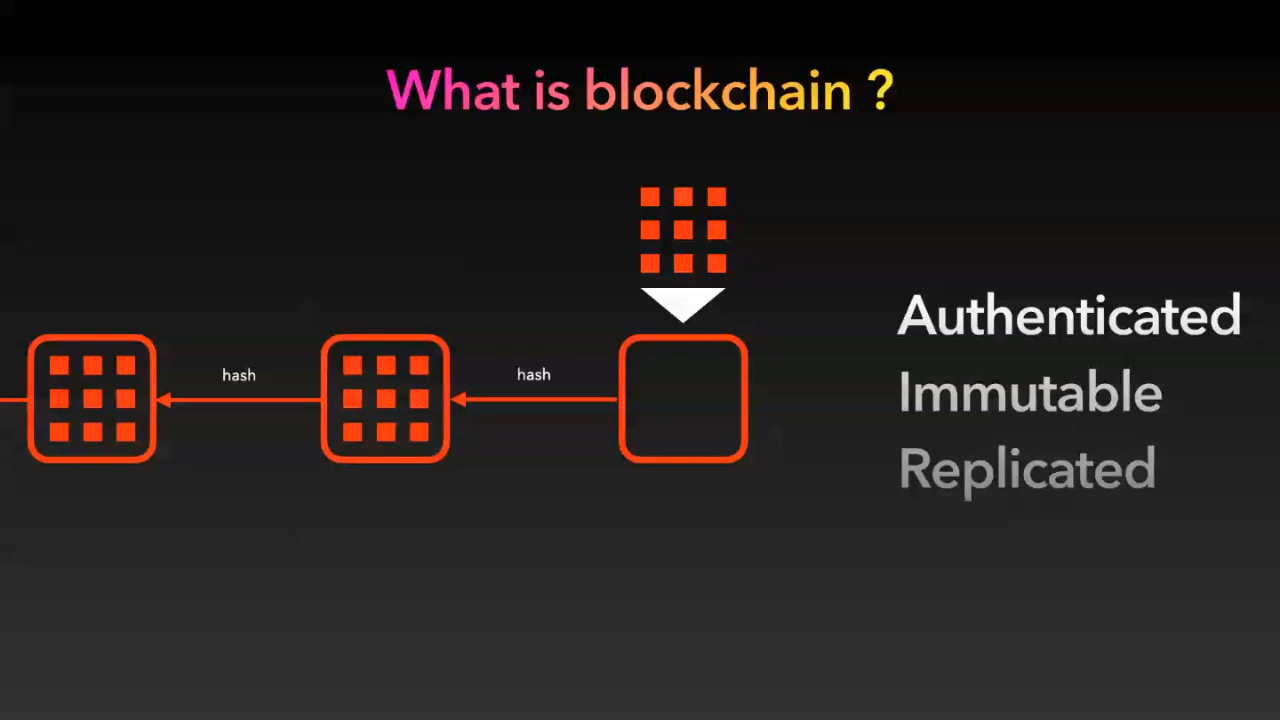 What is blockchain ?
hash
hash
Authenticated
Immutable
Replicated